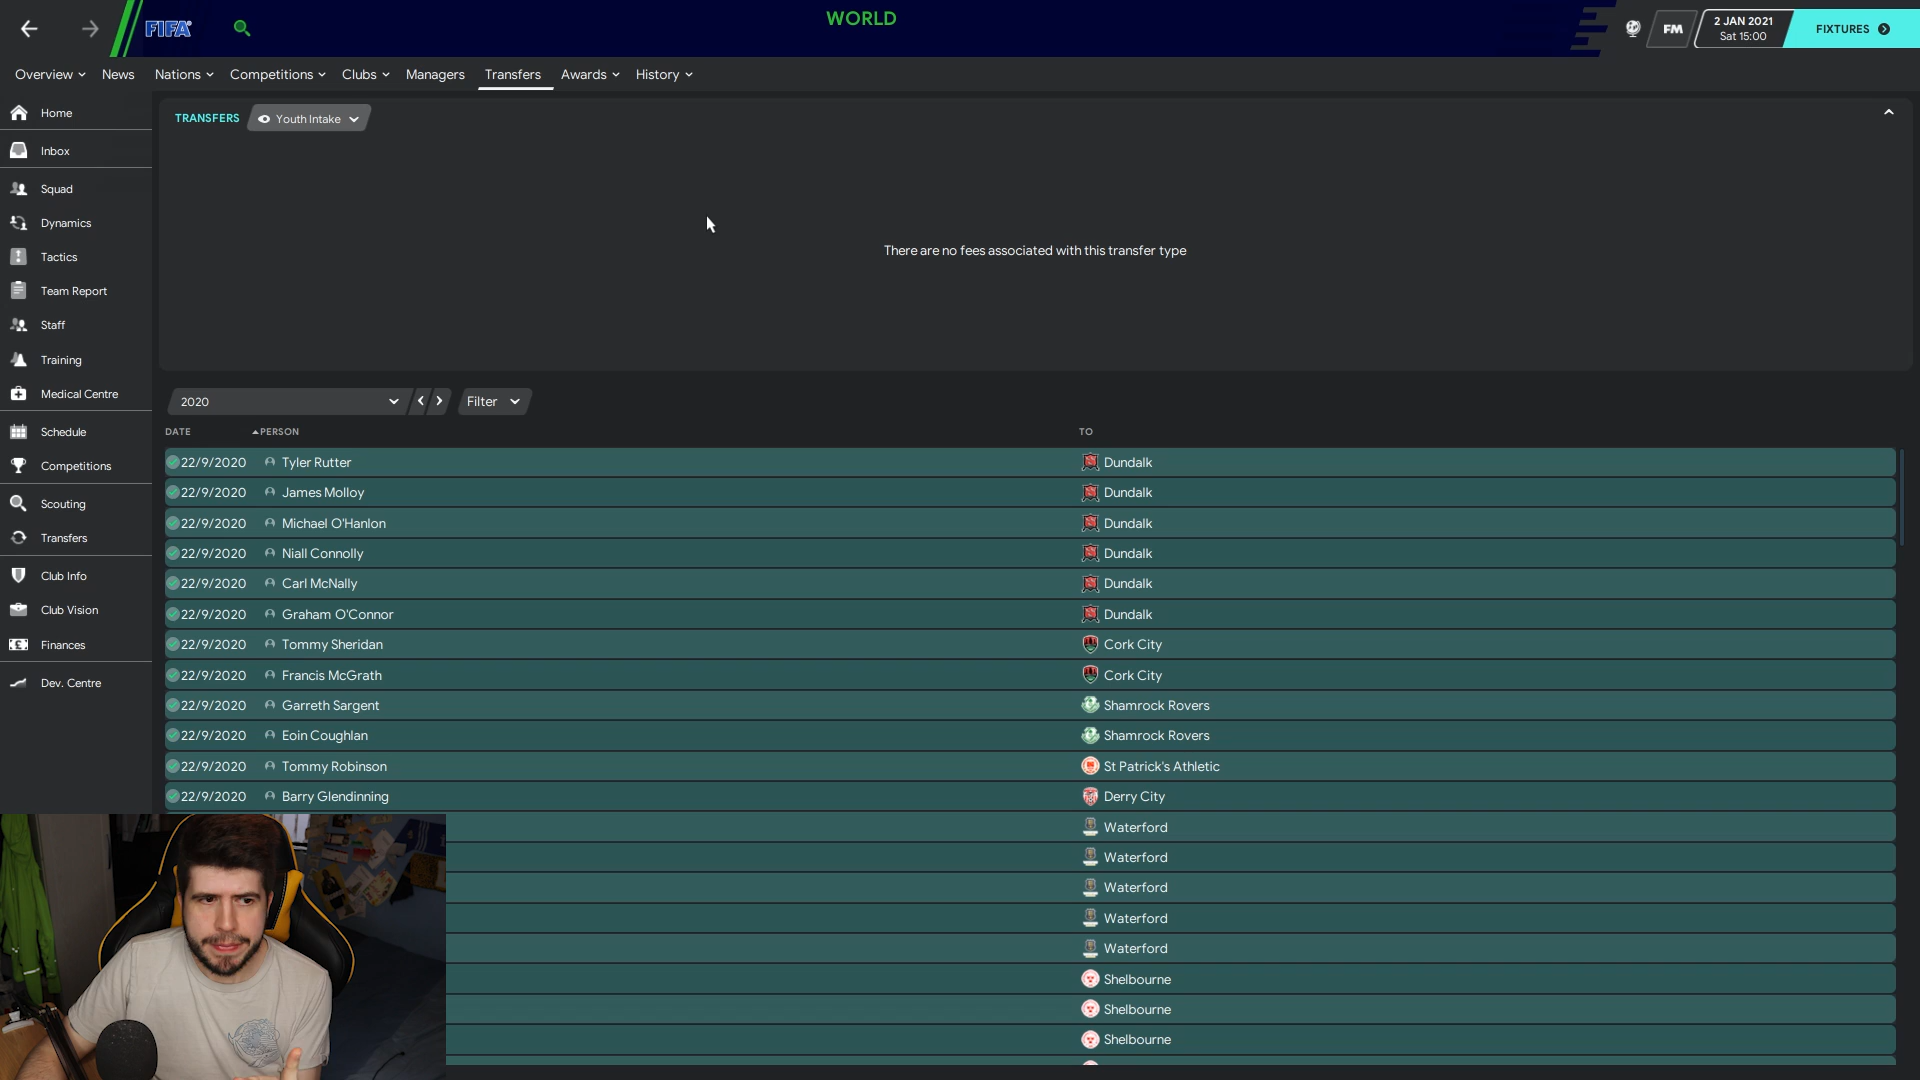 FIFA
WORLD
FM
2 JAN 2021
Sat 15:00
FIXTURES
Overview
News
Nations
Competitions
Clubs
Managers
Transfers
Awards
History
Home
Inbox
Squad
Dynamics
Tactics
Team Report
Staff
Training
Medical Centre
Schedule
Competitions
Scouting
Transfers
Club Info
Club Vision
Finances
Dev. Centre
TRANSFERS
Youth Intake
There are no fees associated with this transfer type
2020
Filter
DATE PERSON TO
22/9/2020 Tyler Rutter Dundalk
22/9/2020 James Molloy Dundalk
22/9/2020 Michael O'Hanlon Dundalk
22/9/2020 Niall Connolly Dundalk
22/9/2020 Carl McNally Dundalk
22/9/2020 Graham O'Connor Dundalk
22/9/2020 Tommy Sheridan Cork City
22/9/2020 Francis McGrath Cork City
22/9/2020 Garreth Sargent Shamrock Rovers
22/9/2020 Eoin Coughlan Shamrock Rovers
22/9/2020 Tommy Robinson St Patrick's Athletic
22/9/2020 Barry Glendinning Derry City
Waterford
Waterford
Waterford
Waterford
Waterford
Shelbourne
Shelbourne
Shelbourne